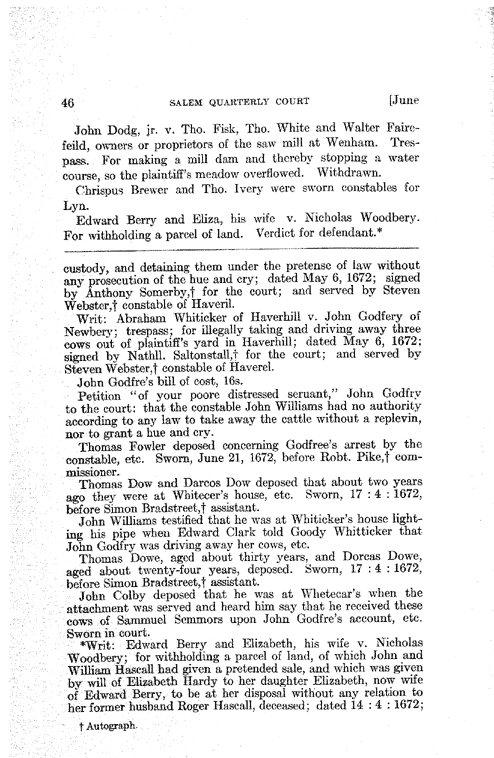 46 SALEM QUARTERLY COURT [June
John Dodg, jr. v. Tho. Fisk, Tho. White and Walter Faire-
feild, owners or proprietors of the saw mill at Wenham. Tres-
pass. For making a mill dam and thereby stopping a water
course, so the plaintiff's meadow overflowed. Withdrawn.
Chrispus Brewer and Tho. Ivery were sworn constables for
Lyn.
Edward Berry and Eliza, his wife v. Nicholas Woodbery.
For withholding a parcel of land. Verdict for defendant.*
custody, and detaining them under the pretense of law without
any prosecution of the hue and cry; dated May 6, 1672; signed
by Anthony Somerby,† for the court; and served by Steven
Webster,† constable of Haveril.
Writ: Abraham Whiticker of Haverhill v. John Godfery of
Newbery; trespass; for illegally taking and driving away three
cows out of plaintiff's yard in Haverhill; dated May 6, 1672;
signed by Nathll. Saltonstall,† for the court; and served by
Steven Webster,† constable of Haverel.
John Godfre's bill of cost, 16s.
Petition "of your poore distressed seruant," John Godfry
to the court: that the constable John Williams had no authority
according to any law to take away the cattle without a replevin,
nor to grant a hue and cry.
Thomas Fowler deposed concerning Godfree's arrest by the
constable, etc. Sworn, June 21, 1672, before Robt. Pike,† com-
missioner.
Thomas Dow and Darcos Dow deposed that about two years
ago they were at Whitecer's house, etc. Sworn, 17 : 4 : 1672,
before Simon Bradstreet,† assistant.
John Williams testified that he was at Whiticker's house light-
ing his pipe when Edward Clark told Goody Whitticker that
John Godfry was driving away her cows, etc.
Thomas Dowe, aged about thirty years, and Dorcas Dowe,
aged about twenty-four years, deposed. Sworn, 17 : 4 : 1672,
before Simon Bradstreet,† assistant.
John Colby deposed that he was at Whetecar's when the
attachment was served and heard him say that he received these
cows of Sammuel Semmors upon John Godfre's account, etc.
Sworn in court.
*Writ: Edward Berry and Elizabeth, his wife v. Nicholas
Woodbery; for withholding a parcel of land, of which John and
William Hascall had given a pretended sale, and which was given
by will of Elizabeth Hardy to her daughter Elizabeth, now wife
of Edward Berry, to be at her disposal without any relation to
her former husband Roger Hascall, deceased; dated 14 : 4 : 1672;
† Autograph.